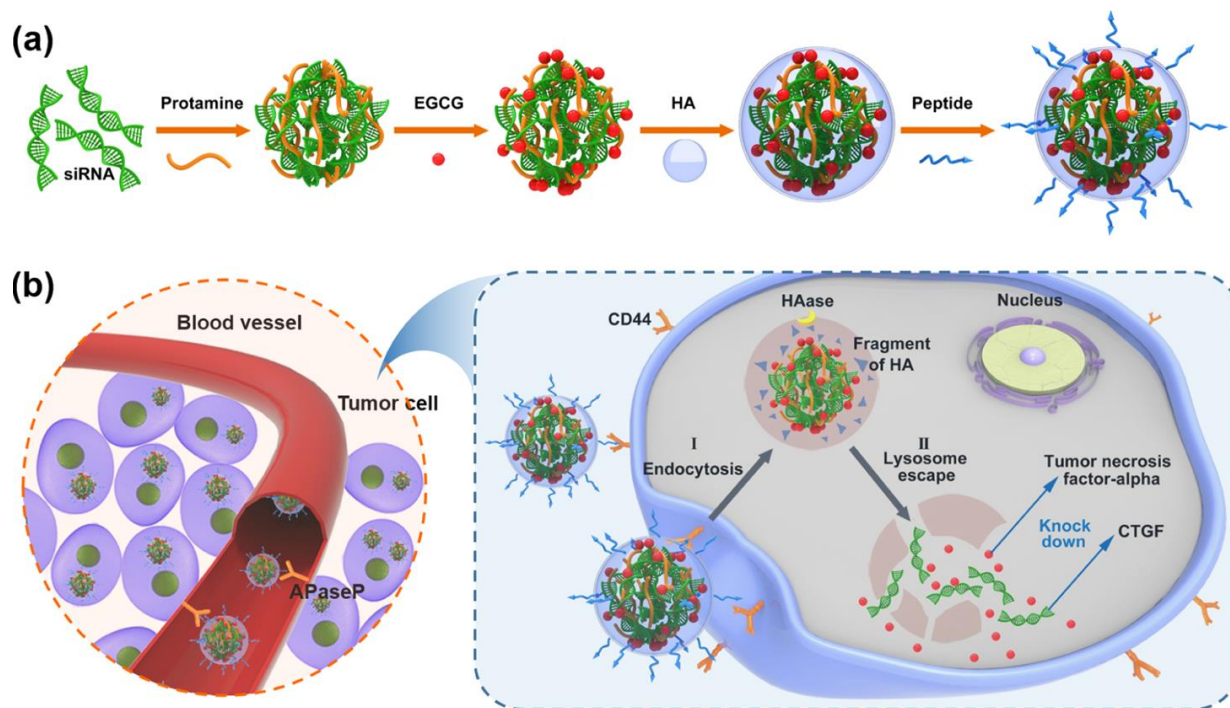 (a)
siRNA
Protamine
EGCG
HA
Peptide
(b)
Blood vessel
Tumor cell
APaseP
CD44
HAase
Fragment
of HA
Nucleus
I
Endocytosis
II
Lysosome
escape
Tumor necrosis
factor-alpha
Knock
down
CTGF